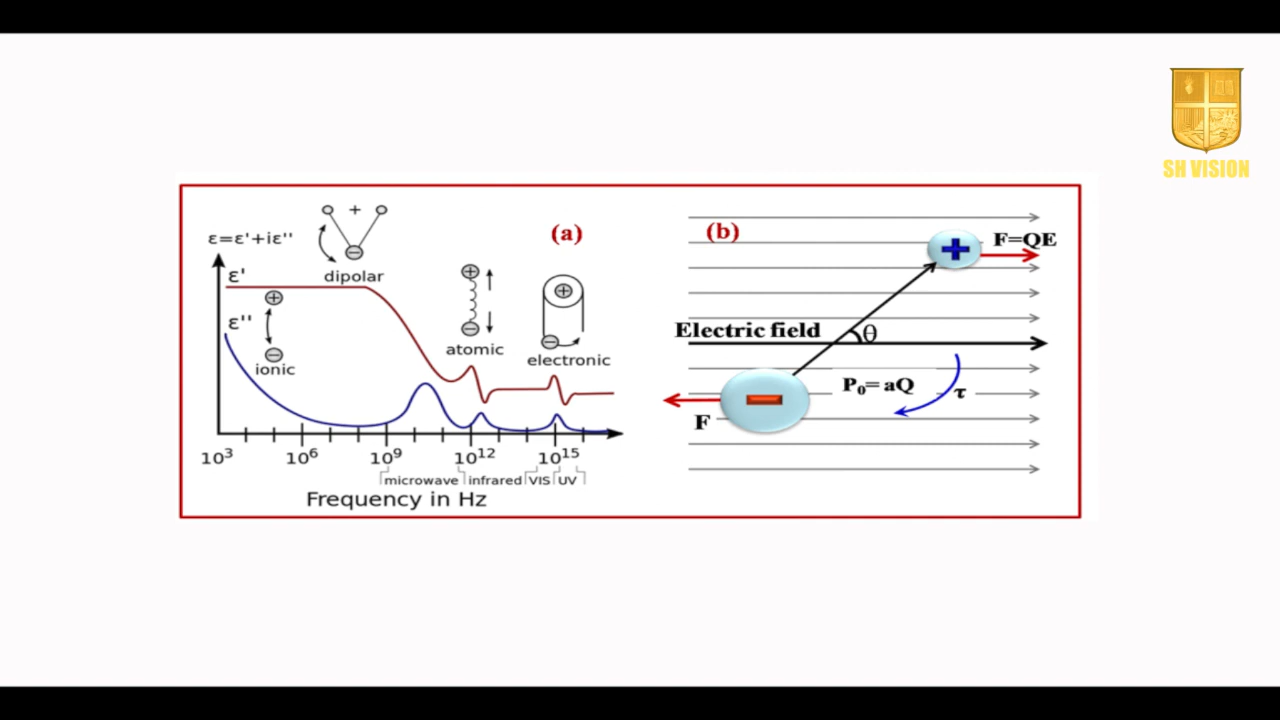 SH VISION
(a)
ε=ε'+iε''
dipolar
ε'
ε''
ionic
atomic
electronic
10³ 10⁶ 10⁹ 10¹² 10¹⁵
microwave infrared VIS UV
Frequency in Hz
(b)
F=QE
Electric field
θ
P₀= aQ
τ
F